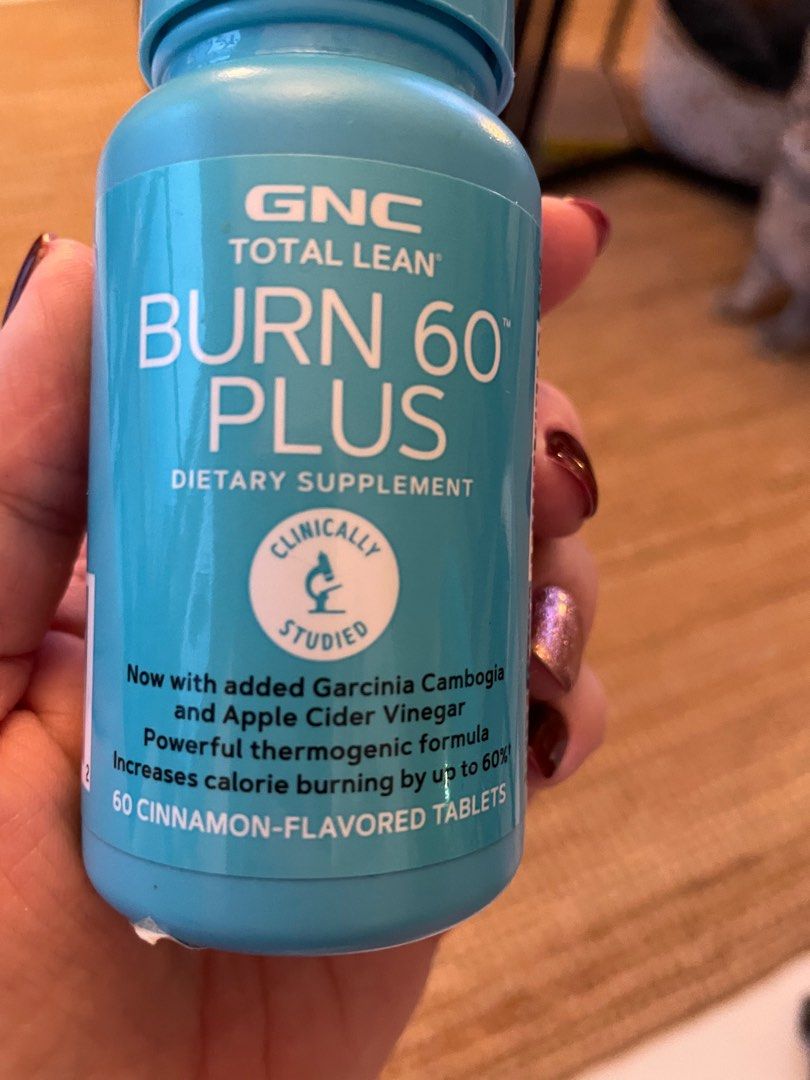 GNC
TOTAL LEAN®
BURN 60™
PLUS
DIETARY SUPPLEMENT
CLINICALLY
STUDIED
Now with added Garcinia Cambogia
and Apple Cider Vinegar
Powerful thermogenic formula
Increases calorie burning by up to 60%†
60 CINNAMON-FLAVORED TABLETS
2